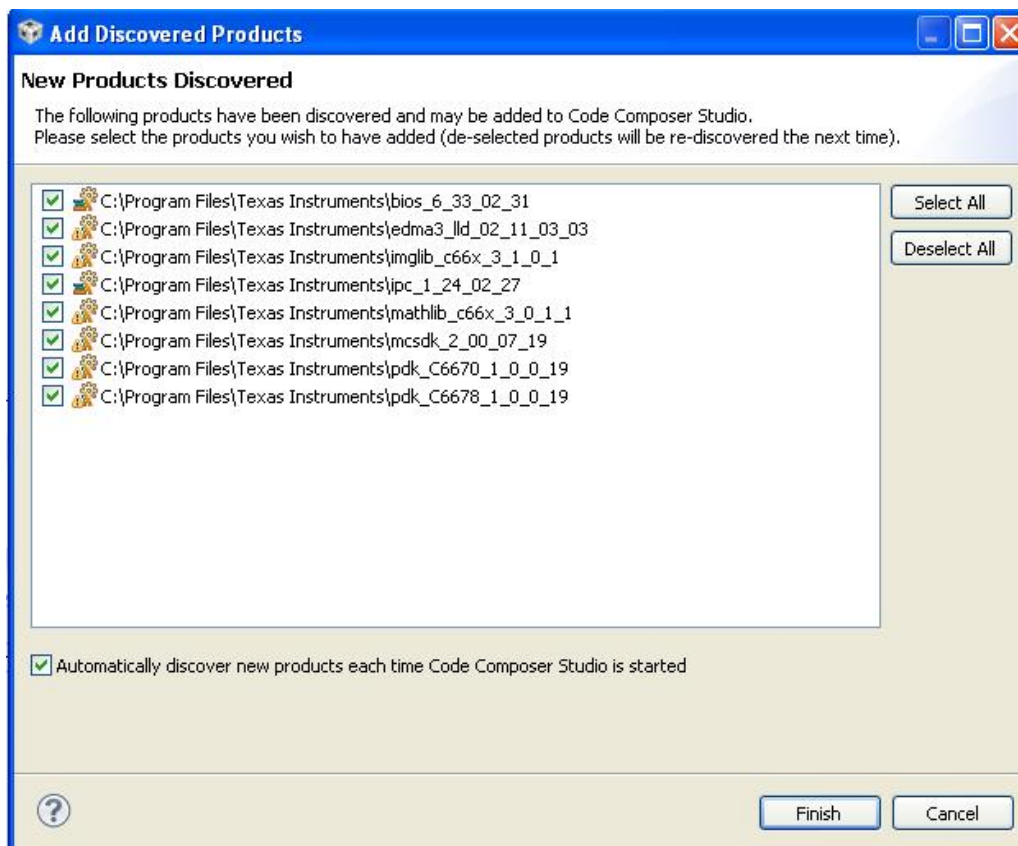 Add Discovered Products
New Products Discovered
The following products have been discovered and may be added to Code Composer Studio.
Please select the products you wish to have added (de-selected products will be re-discovered the next time).
C:\Program Files\Texas Instruments\bios_6_33_02_31
C:\Program Files\Texas Instruments\edma3_lld_02_11_03_03
C:\Program Files\Texas Instruments\imglib_c66x_3_1_0_1
C:\Program Files\Texas Instruments\ipc_1_24_02_27
C:\Program Files\Texas Instruments\mathlib_c66x_3_0_1_1
C:\Program Files\Texas Instruments\mcsdk_2_00_07_19
C:\Program Files\Texas Instruments\pdk_C6670_1_0_0_19
C:\Program Files\Texas Instruments\pdk_C6678_1_0_0_19
Select All
Deselect All
Automatically discover new products each time Code Composer Studio is started
?
Finish
Cancel